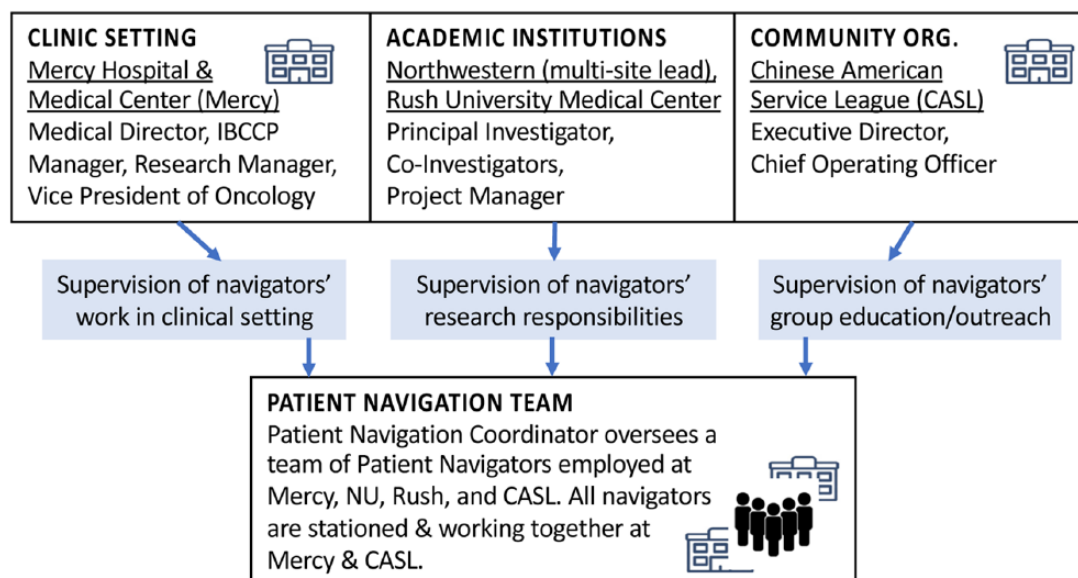 CLINIC SETTING
Mercy Hospital &
Medical Center (Mercy)
Medical Director, IBCCP
Manager, Research Manager,
Vice President of Oncology
ACADEMIC INSTITUTIONS
Northwestern (multi-site lead),
Rush University Medical Center
Principal Investigator,
Co-Investigators,
Project Manager
COMMUNITY ORG.
Chinese American
Service League (CASL)
Executive Director,
Chief Operating Officer
Supervision of navigators’
work in clinical setting
Supervision of navigators’
research responsibilities
Supervision of navigators’
group education/outreach
PATIENT NAVIGATION TEAM
Patient Navigation Coordinator oversees a
team of Patient Navigators employed at
Mercy, NU, Rush, and CASL. All navigators
are stationed & working together at
Mercy & CASL.